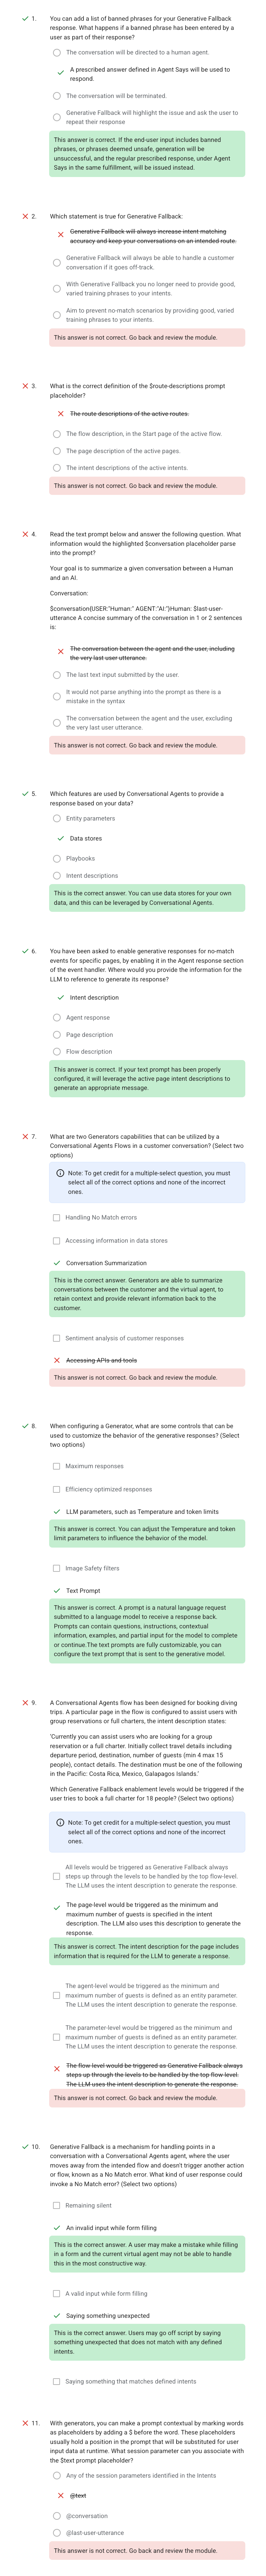 1. You can add a list of banned phrases for your Generative Fallback
response. What happens if a banned phrase has been entered by a
user as part of their response?
The conversation will be directed to a human agent.
A prescribed answer defined in Agent Says will be used to
respond.
The conversation will be terminated.
Generative Fallback will highlight the issue and ask the user to
repeat their response
This answer is correct. If the end-user input includes banned
phrases, or phrases deemed unsafe, generation will be
unsuccessful, and the regular prescribed response, under Agent
Says in the same fulfillment, will be issued instead.
2. Which statement is true for Generative Fallback:
Generative Fallback will always increase intent matching
accuracy and keep your conversations on an intended route.
Generative Fallback will always be able to handle a customer
conversation if it goes off-track.
With Generative Fallback you no longer need to provide good,
varied training phrases to your intents.
Aim to prevent no-match scenarios by providing good, varied
training phrases to your intents.
This answer is not correct. Go back and review the module.
3. What is the correct definition of the $route-descriptions prompt
placeholder?
The route descriptions of the active routes.
The flow description, in the Start page of the active flow.
The page description of the active pages.
The intent descriptions of the active intents.
This answer is not correct. Go back and review the module.
4. Read the text prompt below and answer the following question. What
information would the highlighted $conversation placeholder parse
into the prompt?
Your goal is to summarize a given conversation between a Human
and an AI.
Conversation:
$conversation{USER:"Human." AGENT:"AI:"}Human: $last-user-
utterance A concise summary of the conversation in 1 or 2 sentences
is:
The conversation between the agent and the user, including
the very last user utterance.
The last text input submitted by the user.
It would not parse anything into the prompt as there is a
mistake in the syntax
The conversation between the agent and the user, excluding
the very last user utterance.
This answer is not correct. Go back and review the module.
5. Which features are used by Conversational Agents to provide a
response based on your data?
Entity parameters
Data stores
Playbooks
Intent descriptions
This is the correct answer. You can use data stores for your own
data, and this can be leveraged by Conversational Agents.
6. You have been asked to enable generative responses for no-match
events for specific pages, by enabling it in the Agent response section
of the event handler. Where would you provide the information for the
LLM to reference to generate its response?
Intent description
Agent response
Page description
Flow description
This answer is correct. If your text prompt has been properly
configured, it will leverage the active page intent descriptions to
generate an appropriate message.
7. What are two Generators capabilities that can be utilized by a
Conversational Agents Flows in a customer conversation? (Select two
options)
Note: To get credit for a multiple-select question, you must
select all of the correct options and none of the incorrect
ones.
Handling No Match errors
Accessing information in data stores
Conversation Summarization
This answer is correct. Generators are able to summarize
conversations between the customer and the virtual agent, to
retain context and provide relevant information back to the
customer.
Sentiment analysis of customer responses
Accessing APIs and tools
This answer is not correct. Go back and review the module.
8. When configuring a Generator, what are some controls that can be
used to customize the behavior of the generative responses? (Select
two options)
Maximum responses
Efficiency optimized responses
LLM parameters, such as Temperature and token limits
This answer is correct. You can adjust the Temperature and token
limit parameters to influence the behavior of the model.
Image Safety filters
Text Prompt
This answer is correct. A prompt is a natural language request
submitted to a language model to receive a response back.
Prompts can contain questions, instructions, contextual
information, examples, and partial input for the model to complete
or continue.The text prompts are fully customizable, you can
configure the text prompt that is sent to the generative model.
9. A Conversational Agents flow has been designed for booking diving
trips. A particular page in the flow is configured to assist users with
group reservations or full charters, the intent description states:
'Currently you can assist users who are looking for a group
reservation or a full charter. Initially collect travel details including
departure period, destination, number of guests (min 4 max 15
people), contact details. The destination must be one of the following
in the Pacific: Costa Rica, Mexico, Galapagos Islands.'
Which Generative Fallback enablement levels would be triggered if the
user tries to book a full charter for 18 people? (Select two options)
Note: To get credit for a multiple-select question, you must
select all of the correct options and none of the incorrect
ones.
All levels would be triggered as Generative Fallback always
steps up through the levels to be handled by the top flow-level.
The LLM uses the intent description to generate the response.
The page-level would be triggered as the minimum and
maximum number of guests is specified in the intent
description. The LLM also uses this description to generate the
response.
This answer is correct. The intent description for the page includes
information that is required for the LLM to generate a response.
The agent-level would be triggered as the minimum and
maximum number of guests is defined as an entity parameter.
The LLM uses the intent description to generate the response.
The parameter-level would be triggered as the minimum and
maximum number of guests is defined as an entity parameter.
The LLM uses the intent description to generate the response.
The flow level would be triggered as Generative Fallback always
steps up through the levels to be handled by the top flow-level.
The LLM uses the intent description to generate the response.
This answer is not correct. Go back and review the module.
10. Generative Fallback is a mechanism for handling points in a
conversation with a Conversational Agents agent, where the user
moves away from the intended flow and doesn't trigger another action
or flow, known as a No Match error. What kind of user response could
invoke a No Match error? (Select two options)
Remaining silent
An invalid input while form filling
This is the correct answer. A user may make a mistake while filling
in a form and the current virtual agent may not be able to handle
this in the most constructive way.
A valid input while form filling
Saying something unexpected
This is the correct answer. Users may go off script by saying
something unexpected that does not match with any defined
intents.
Saying something that matches defined intents
11. With generators, you can make a prompt contextual by marking words
as placeholders by adding a $ before the words. These placeholders
usually hold a position in the prompt that will be substituted for user
input data at runtime. What session parameter can you associate with
the $text prompt placeholder?
Any of the session parameters identified in the Intents
@text
@conversation
@last-user-utterance
This answer is not correct. Go back and review the module.